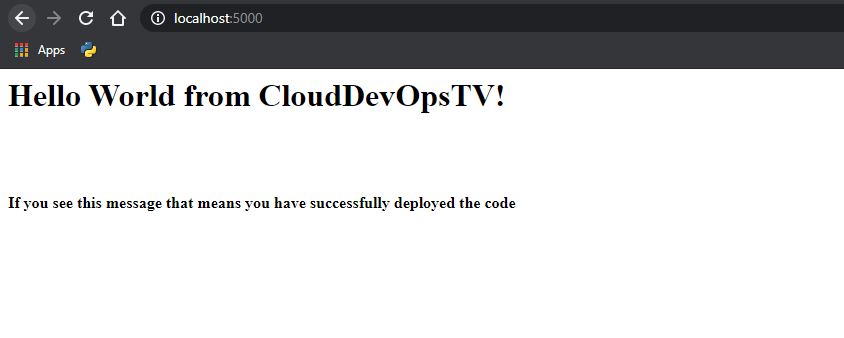 localhost:5000
Apps
Hello World from CloudDevOpsTV!
If you see this message that means you have successfully deployed the code